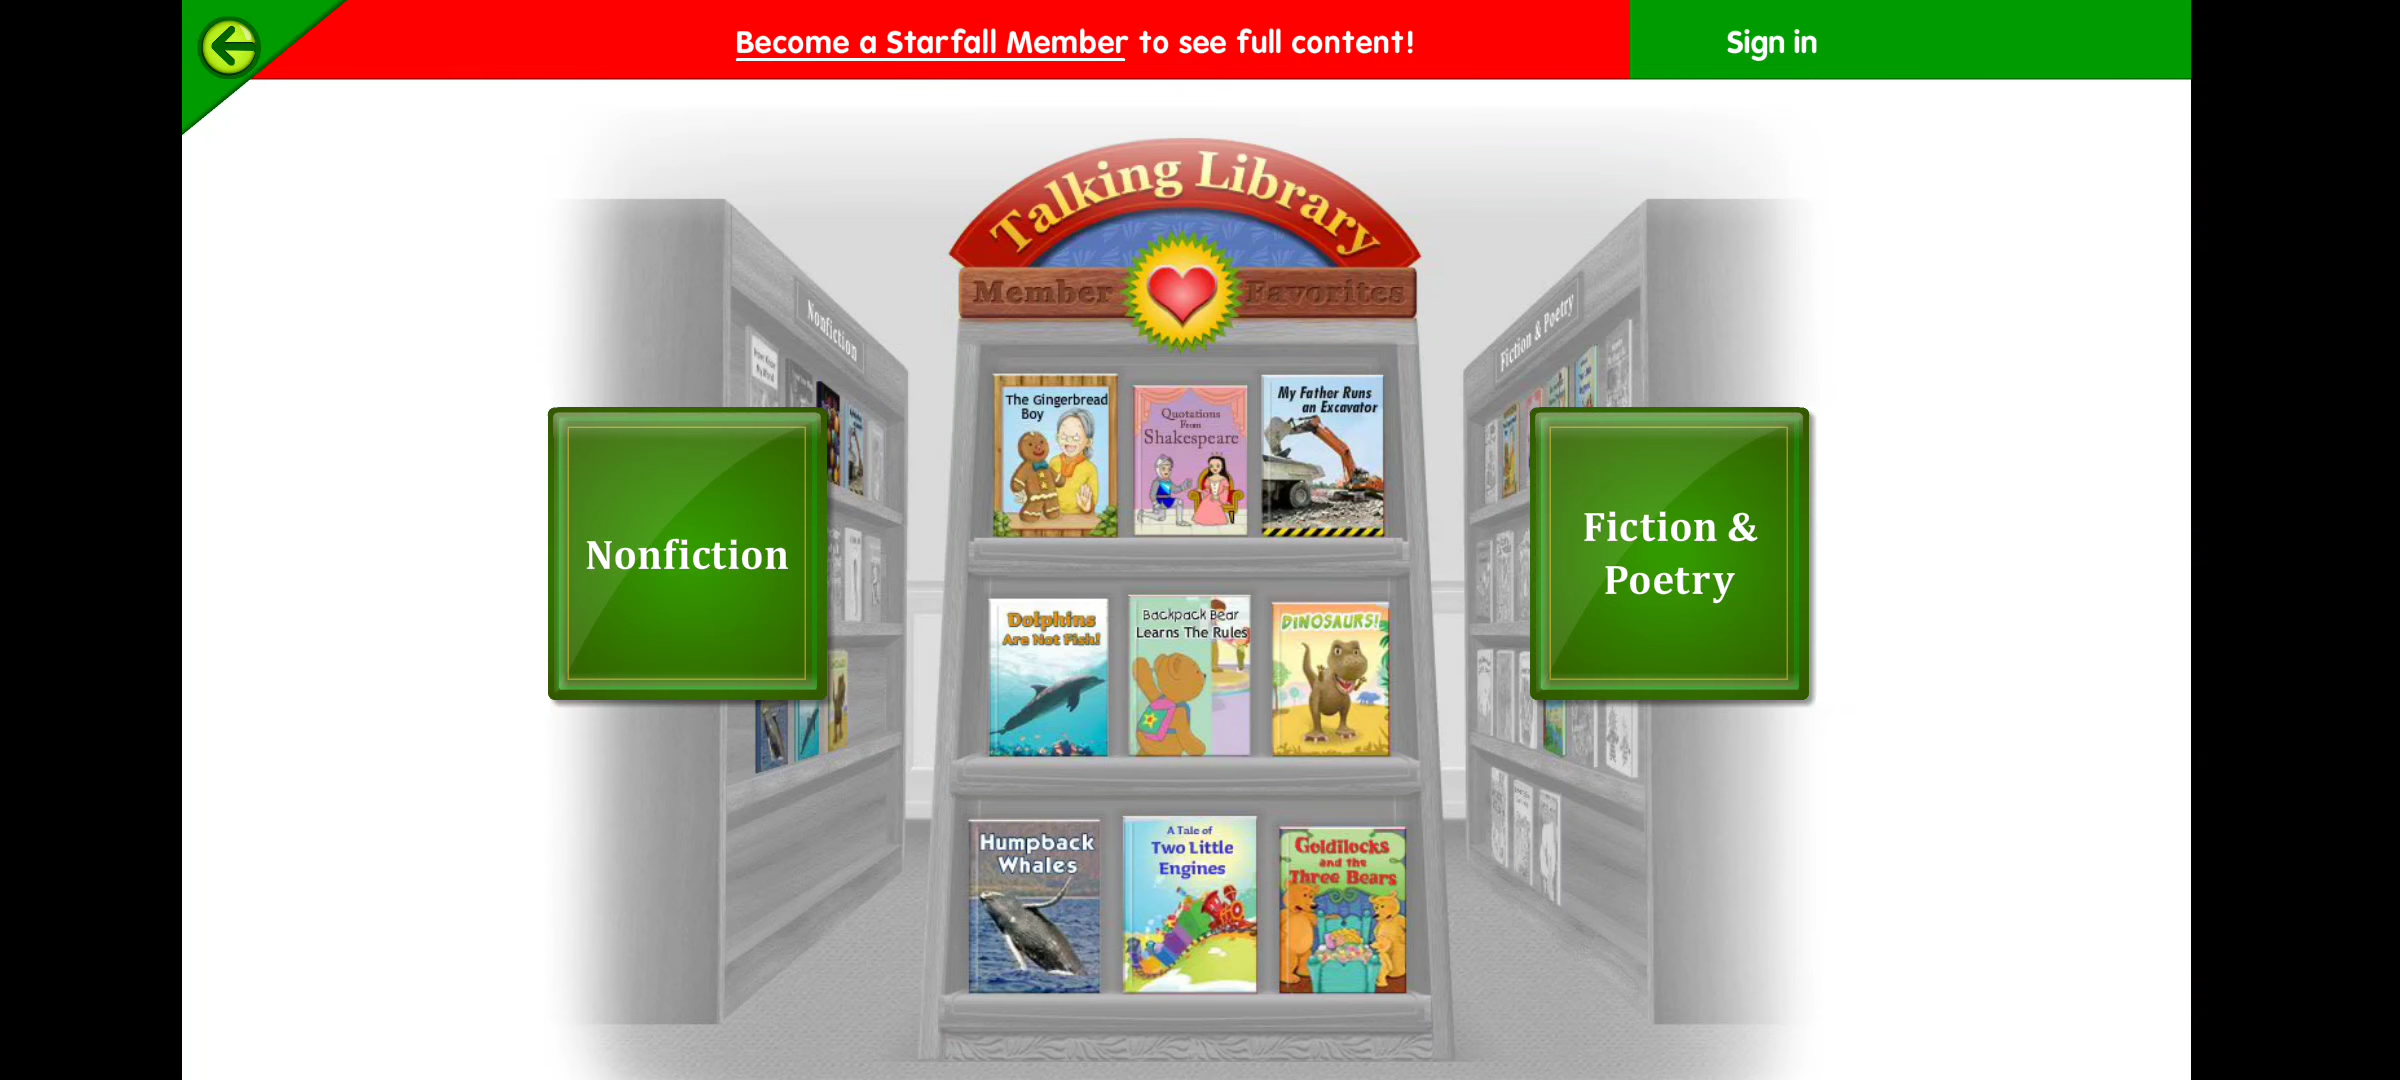 Become a Starfall Member to see full content!
Sign in
Talking Library
Member Favorites
Nonfiction
Fiction & Poetry
The Gingerbread
Boy
Quotations
From
Shakespeare
My Father Runs
an Excavator
Nonfiction
Fiction &
Poetry
Dolphins
Are Not Fish!
Backpack Bear
Learns The Rules
DINOSAURS!
Humpback
Whales
A Tale of
Two Little
Engines
Goldilocks
and the
Three Bears